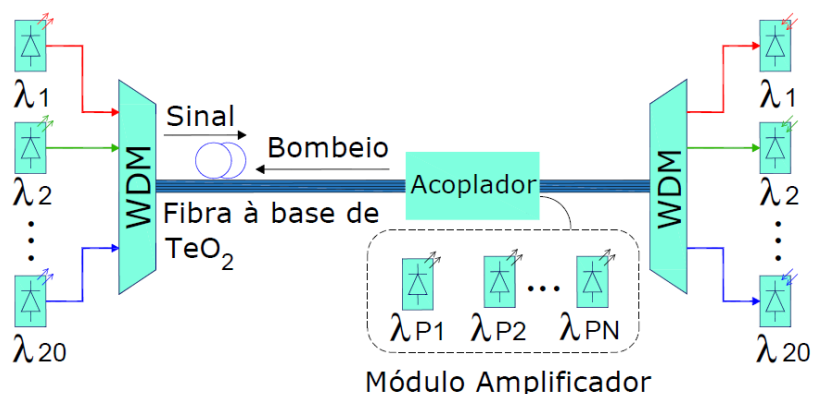 λ1
λ2
λ20
WDM
Sinal
Bombeio
Fibra à base de
TeO2
Acoplador
λP1 λP2 ... λPN
Módulo Amplificador
WDM
λ1
λ2
λ20